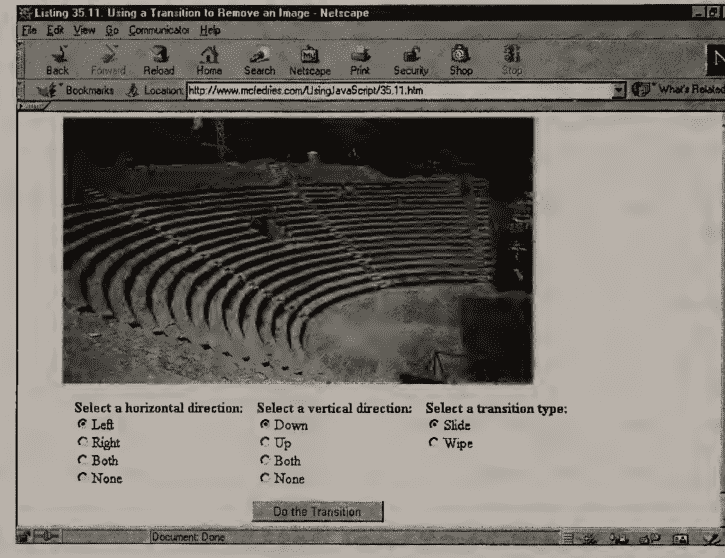 Listing 35.11. Using a Transition to Remove an Image - Netscape
File Edit View Go Communicator Help
Back Forward Reload Home Search Netscape Print Security Shop Stop
Bookmarks Location: http://www.mcfedries.com/UsingJavaScript/35.11.htm What's Related
Select a horizontal direction: Select a vertical direction: Select a transition type:
Left Down Slide
Right Up Wipe
Both Both
None None
Do the Transition
Document: Done